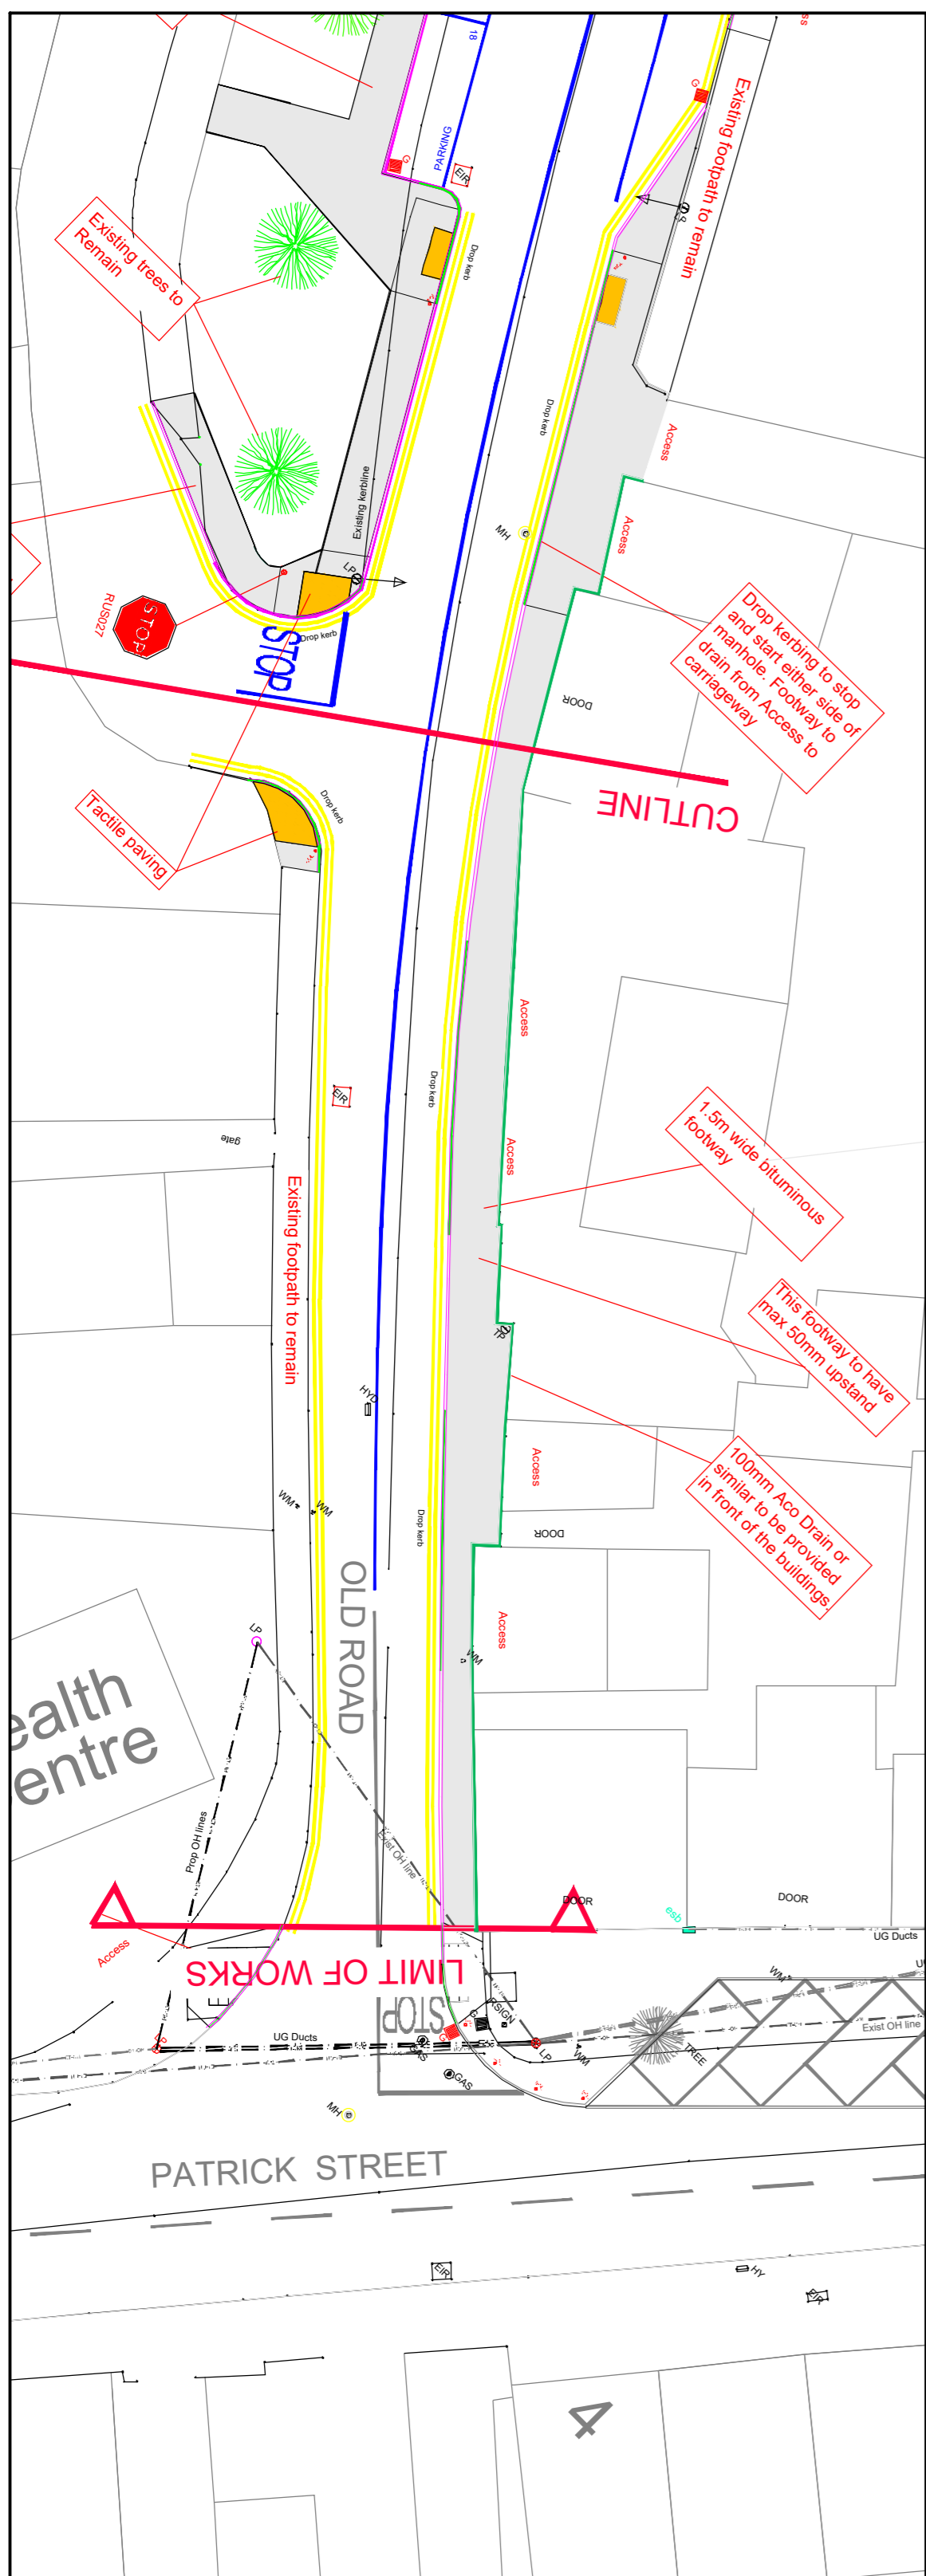 18
PARKING
G
G
EIR
Existing footpath to remain
Existing trees to
Remain
Drop kerb
Drop kerb
Access
Access
Existing kerbline
LP
MH
STOP
RUS027
STOP
Drop kerb
Drop kerbing to stop
and start either side of
manhole. Footway to
drain from Access to
carriageway
DOOR
CUTLINE
Tactile paving
Drop kerb
Access
Drop kerb
EIR
gate
Access
1.5m wide bituminous
footway
Existing footpath to remain
This footway to have
max 50mm upstand
TP
HYD
100mm Aco Drain or
similar to be provided
in front of the buildings.
Access
WM
WM
Drop kerb
DOOR
OLD ROAD
LP
Access
WM
ealth
entre
Prop OH lines
Exist OH line
DOOR
DOOR
esb
UG Ducts
Access
LIMIT OF WORKS
STOP
G
RSIGN
G
WM
Exist OH line
UG Ducts
LP
LP
WM
TREE
GAS
GAS
MH
PATRICK STREET
EIR
HY
EIR
4